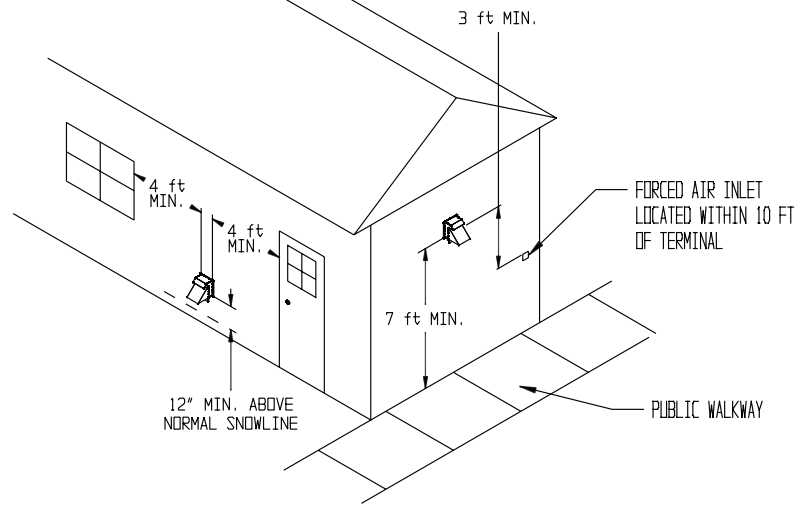 3 ft MIN.
4 ft
MIN.
4 ft
MIN.
FORCED AIR INLET
LOCATED WITHIN 10 FT
OF TERMINAL
7 ft MIN.
12" MIN. ABOVE
NORMAL SNOWLINE
PUBLIC WALKWAY